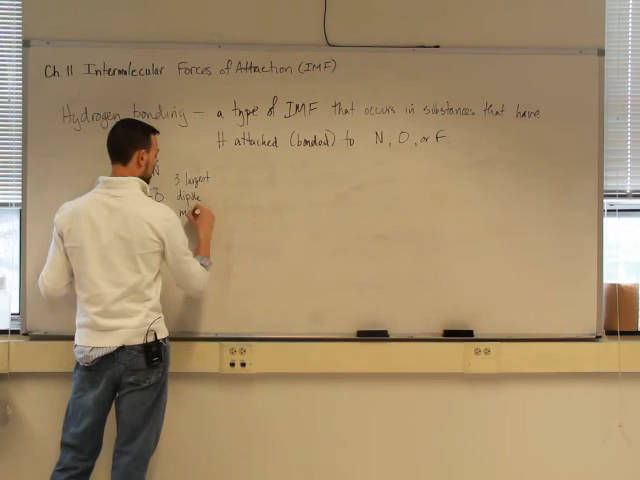 Ch 11 Intermolecular Forces of Attraction (IMF)
Hydrogen bonding — a type of IMF that occurs in substances that have
H attached (bonded) to N, O, or F
N
3 largest
O
dipole
m